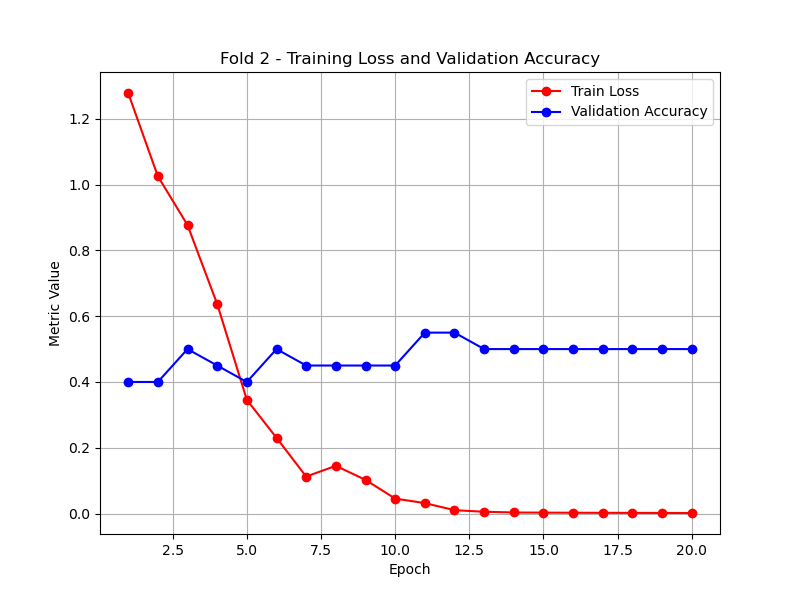 Fold 2 - Training Loss and Validation Accuracy
Train Loss
Validation Accuracy
1.2
1.0
0.8
0.6
0.4
0.2
0.0
Metric Value
2.5 5.0 7.5 10.0 12.5 15.0 17.5 20.0
Epoch